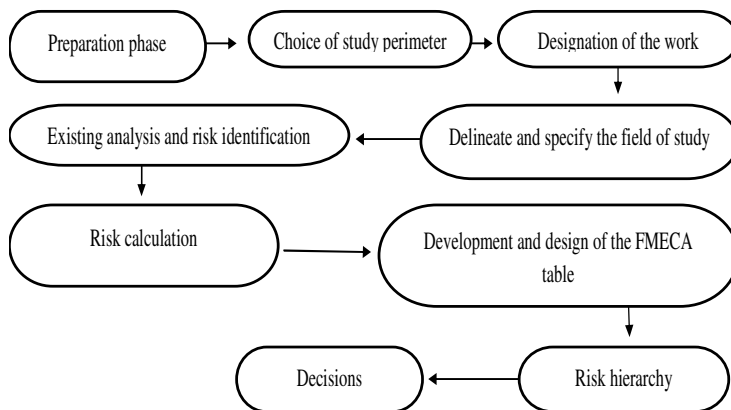 Preparation phase
Choice of study perimeter
Designation of the work
Delineate and specify the field of study
Existing analysis and risk identification
Risk calculation
Development and design of the FMECA
table
Risk hierarchy
Decisions